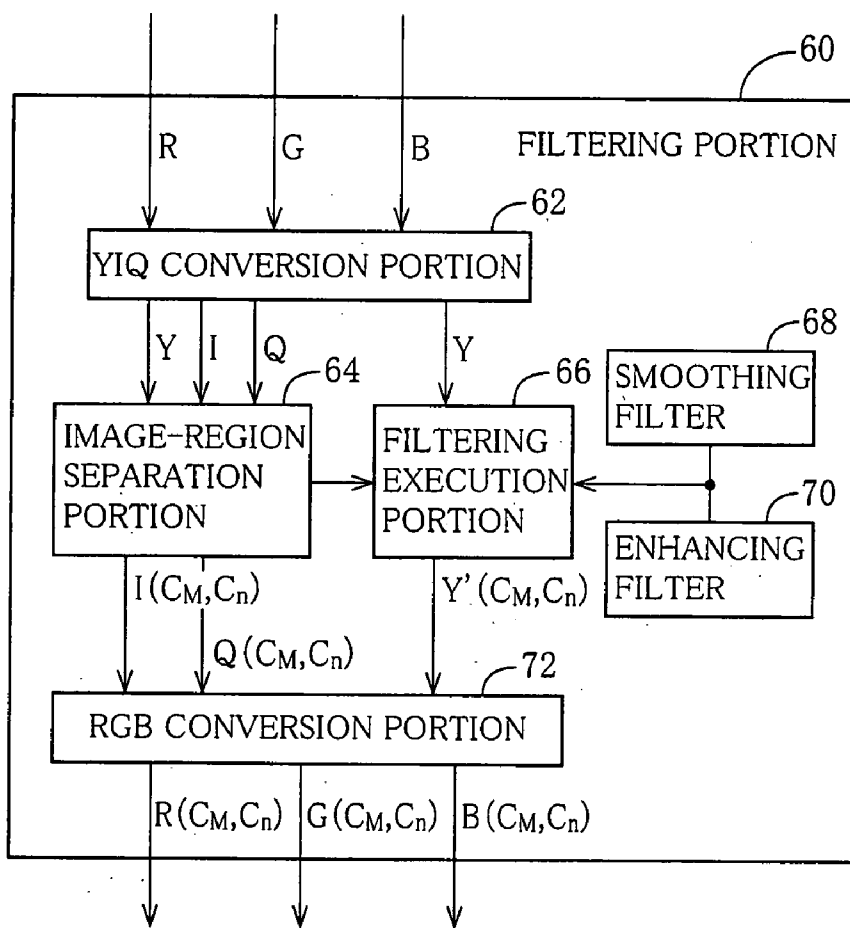 60
R
G
B
FILTERING PORTION
62
YIQ CONVERSION PORTION
Y
I
Q
Y
64
66
68
IMAGE-REGION
SEPARATION
PORTION
FILTERING
EXECUTION
PORTION
SMOOTHING
FILTER
70
ENHANCING
FILTER
I(CM,Cn)
Q(CM,Cn)
Y'(CM,Cn)
72
RGB CONVERSION PORTION
R(CM,Cn)
G(CM,Cn)
B(CM,Cn)